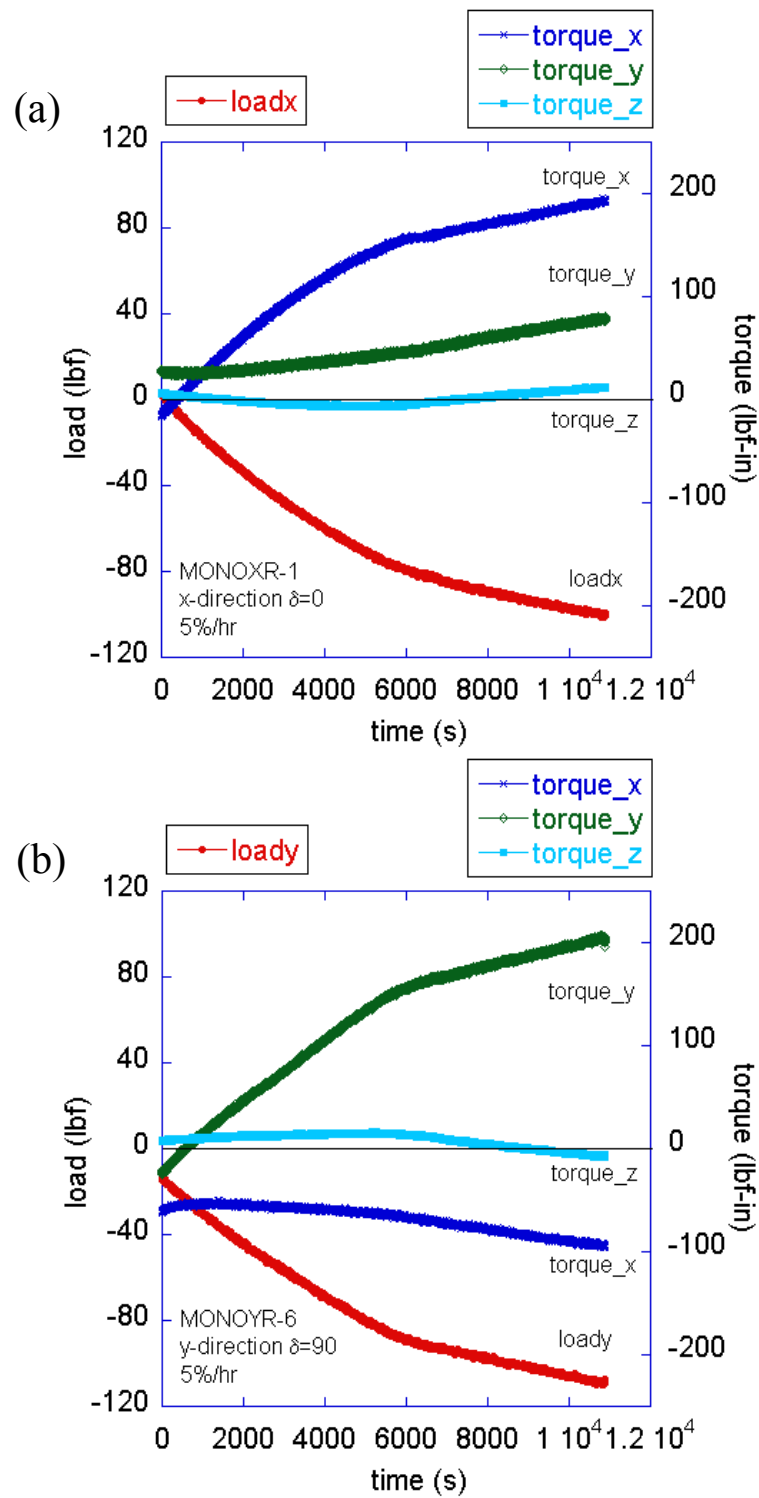 (a)
loadx
torque_x
torque_y
torque_z
120
80
40
0
-40
-80
-120
load (lbf)
200
100
0
-100
-200
torque (lbf-in)
torque_x
torque_y
torque_z
loadx
MONOXR-1
x-direction δ=0
5%/hr
0 2000 4000 6000 8000 1 10⁴ 1.2 10⁴
time (s)
(b)
loady
torque_x
torque_y
torque_z
120
80
40
0
-40
-80
-120
load (lbf)
200
100
0
-100
-200
torque (lbf-in)
torque_y
torque_z
torque_x
loady
MONOYR-6
y-direction δ=90
5%/hr
0 2000 4000 6000 8000 1 10⁴ 1.2 10⁴
time (s)